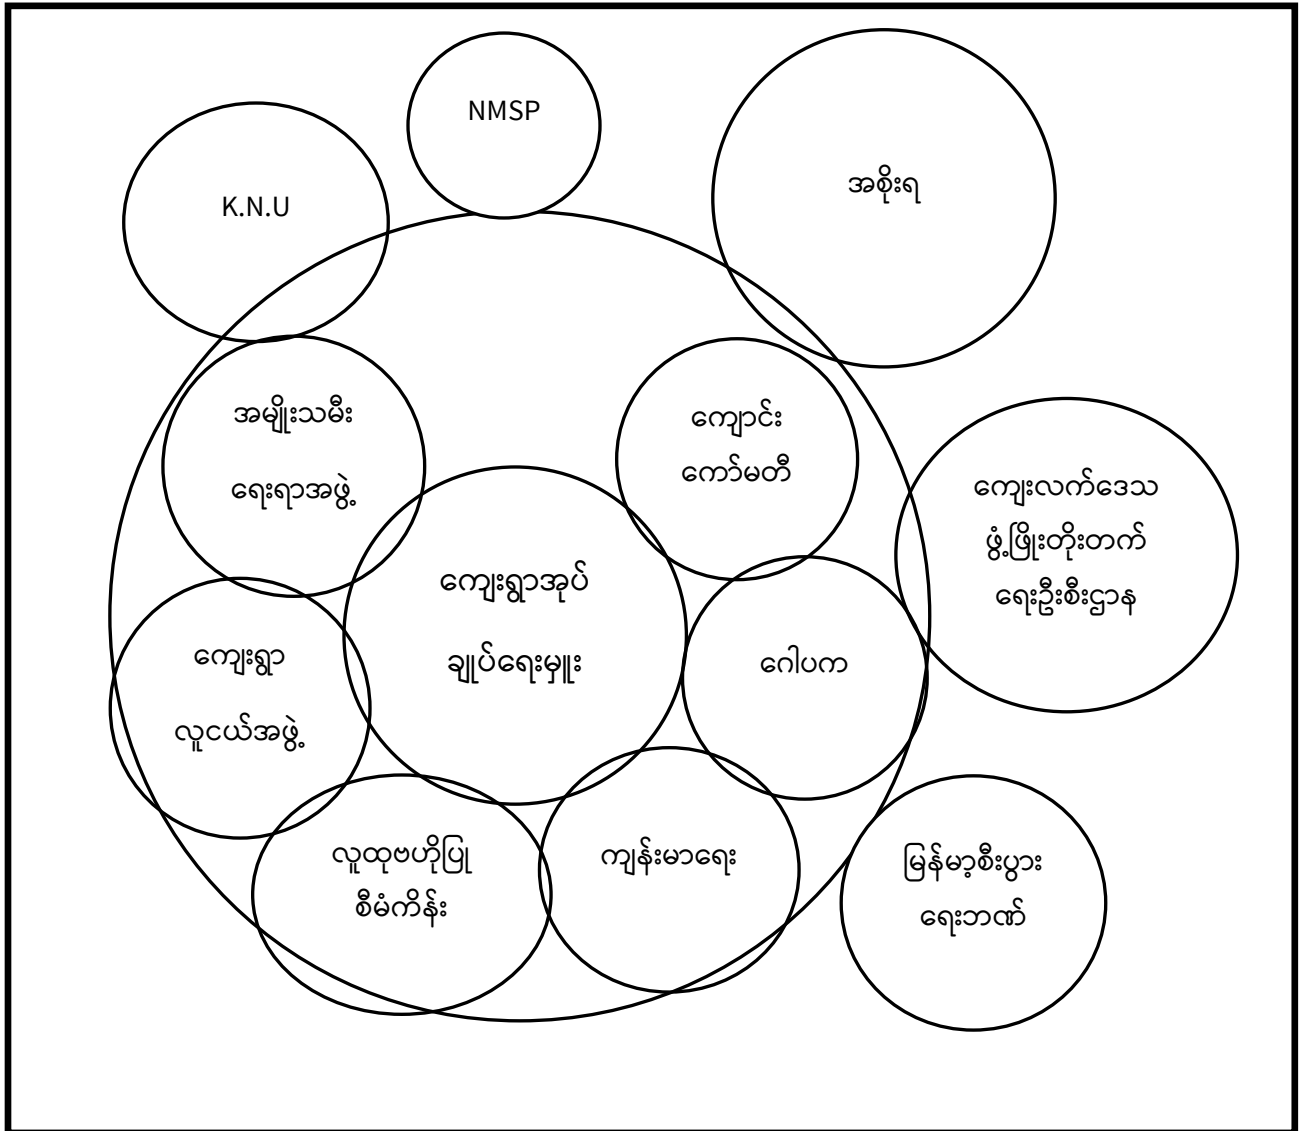 NMSP
K.N.U
အစိုးရ
အမျိုးသမီး
ရေးရာအဖွဲ့
ကျောင်း
ကော်မတီ
ကျေးလက်ဒေသ
ဖွံ့ဖြိုးတိုးတက်
ရေးဦးစီးဌာန
ကျေးရွာအုပ်
ချုပ်ရေးမှူး
ကျေးရွာ
လူငယ်အဖွဲ့
ဂေါပက
လူထုဗဟိုပြု
စီမံကိန်း
ကျန်းမာရေး
မြန်မာ့စီးပွား
ရေးဘဏ်